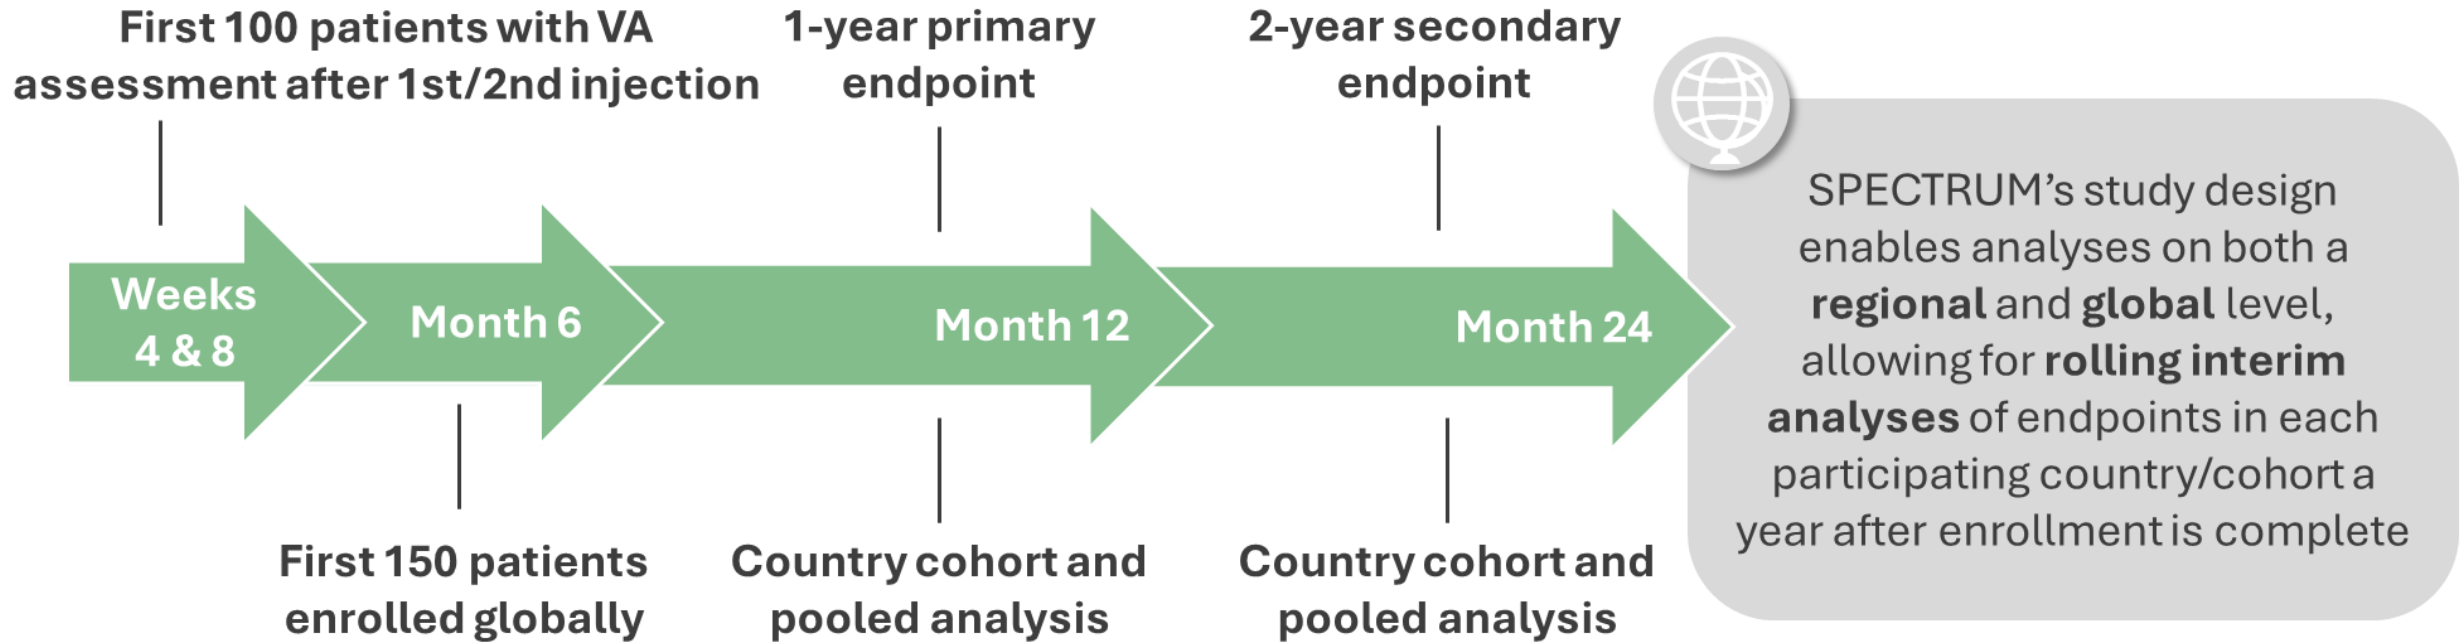 First 100 patients with VA
assessment after 1st/2nd injection
1-year primary
endpoint
2-year secondary
endpoint
Weeks
4 & 8
Month 6
Month 12
Month 24
First 150 patients
enrolled globally
Country cohort and
pooled analysis
Country cohort and
pooled analysis
SPECTRUM’s study design
enables analyses on both a
regional and global level,
allowing for rolling interim
analyses of endpoints in each
participating country/cohort a
year after enrollment is complete